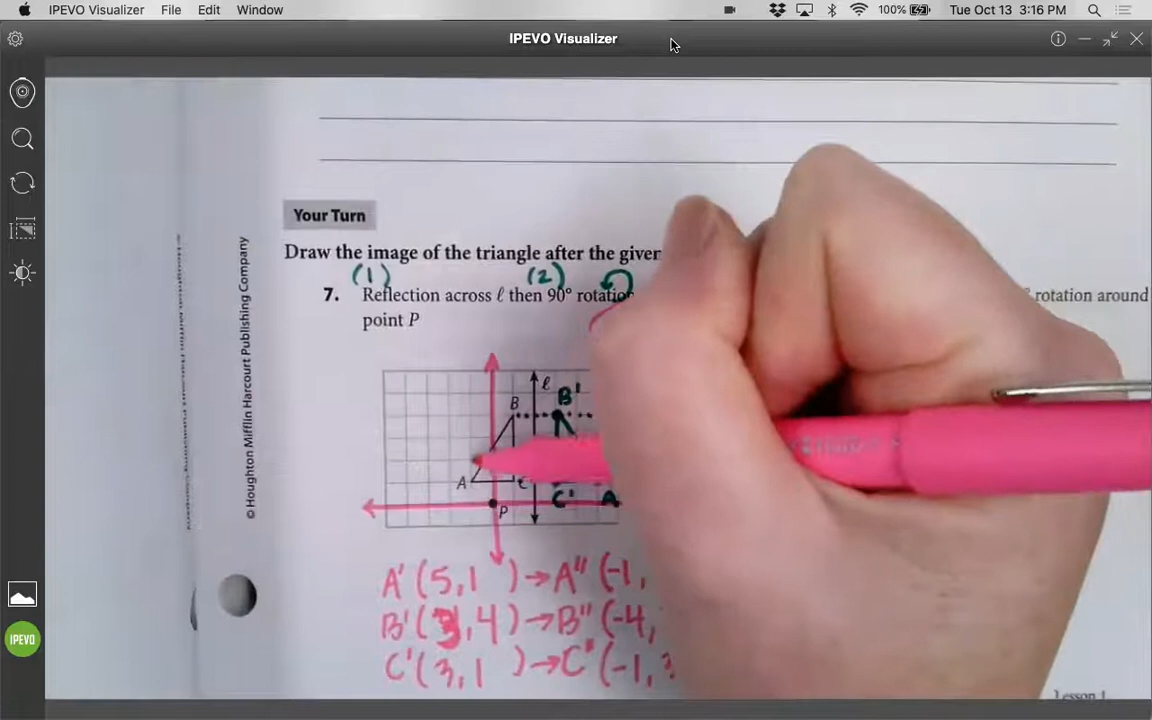 IPEVO Visualizer File Edit Window 100% Tue Oct 13 3:16 PM
IPEVO Visualizer
Your Turn
Draw the image of the triangle after the given
(1) (2)
7. Reflection across ℓ then 90° rotation
rotation around
point P
© Houghton Mifflin Harcourt Publishing Company
ℓ
B B'
A C C' A
P
A'(5,1) → A"(-1,
B'(3,4) → B"(-4,
C'(3,1) → C"(-1,
IPEVO
Lesson 1